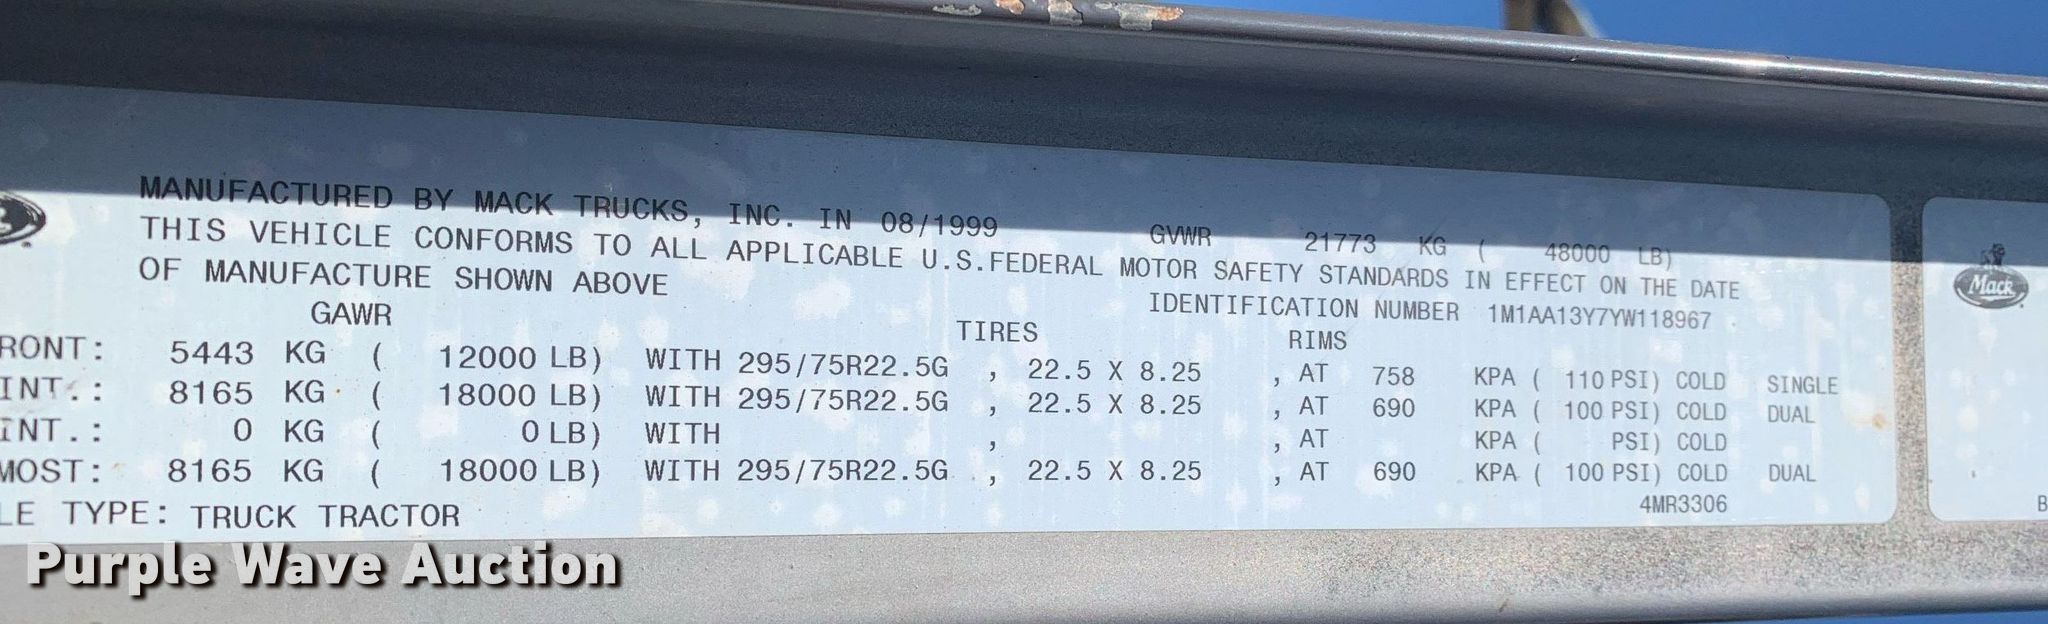 MANUFACTURED BY MACK TRUCKS, INC. IN 08/1999 GVWR 21773 KG ( 48000 LB)
THIS VEHICLE CONFORMS TO ALL APPLICABLE U.S.FEDERAL MOTOR SAFETY STANDARDS IN EFFECT ON THE DATE
OF MANUFACTURE SHOWN ABOVE IDENTIFICATION NUMBER 1M1AA13Y7YW118967
GAWR TIRES RIMS
RONT: 5443 KG ( 12000 LB) WITH 295/75R22.5G , 22.5 X 8.25 , AT 758 KPA ( 110 PSI) COLD SINGLE
INT.: 8165 KG ( 18000 LB) WITH 295/75R22.5G , 22.5 X 8.25 , AT 690 KPA ( 100 PSI) COLD DUAL
INT.: 0 KG ( 0 LB) WITH , , AT KPA ( PSI) COLD
MOST: 8165 KG ( 18000 LB) WITH 295/75R22.5G , 22.5 X 8.25 , AT 690 KPA ( 100 PSI) COLD DUAL
LE TYPE: TRUCK TRACTOR 4MR3306
Mack
B
Purple Wave Auction